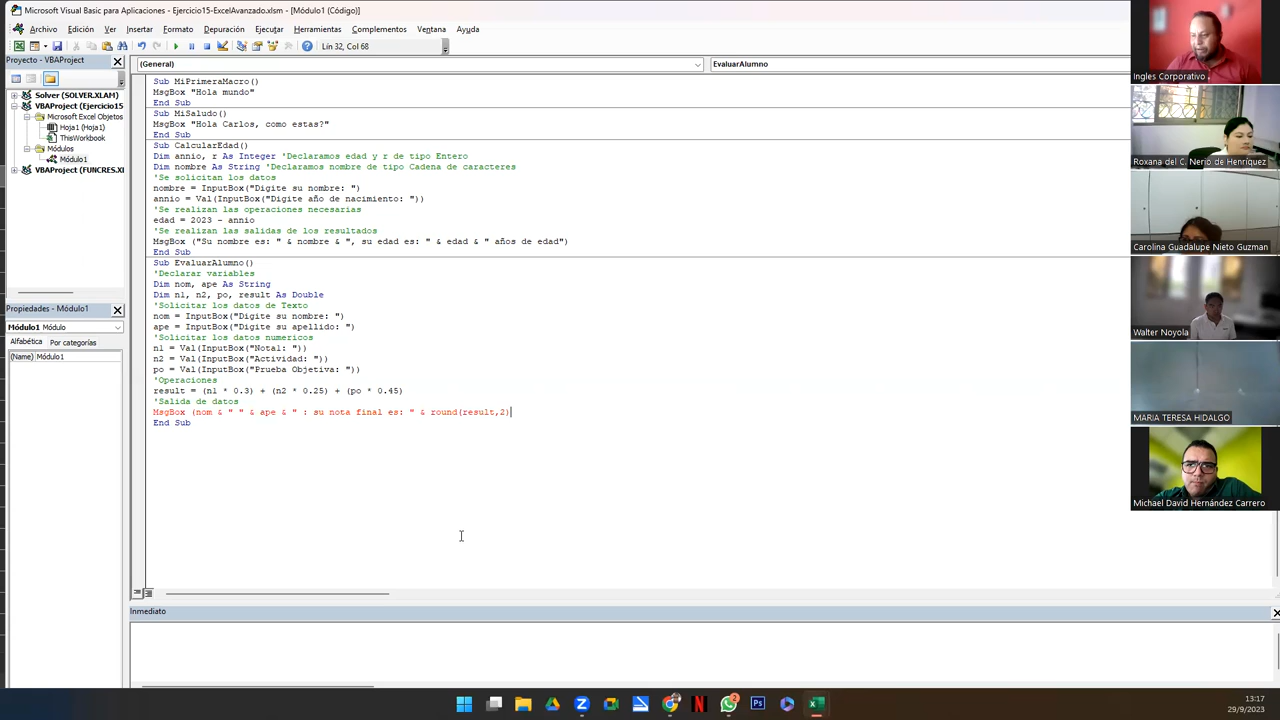 Microsoft Visual Basic para Aplicaciones - Ejercicio15-ExcelAvanzado.xlsm - [Módulo1 (Código)]
Archivo Edición Ver Insertar Formato Depuración Ejecutar Herramientas Complementos Ventana Ayuda
Lín 32, Col 68
Proyecto - VBAProject
(General)
EvaluarAlumno
Solver (SOLVER.XLAM)
VBAProject (Ejercicio15
Microsoft Excel Objetos
Hoja1 (Hoja1)
ThisWorkbook
Módulos
Módulo1
VBAProject (FUNCRES.XL
Propiedades - Módulo1
Módulo1 Módulo
Alfabética Por categorías
(Name) Módulo1
Sub MiPrimeraMacro()
MsgBox "Hola mundo"
End Sub
Sub MiSaludo()
MsgBox "Hola Carlos, como estas?"
End Sub
Sub CalcularEdad()
Dim annio, r As Integer 'Declaramos edad y r de tipo Entero
Dim nombre As String 'Declaramos nombre de tipo Cadena de caracteres
'Se solicitan los datos
nombre = InputBox("Digite su nombre: ")
annio = Val(InputBox("Digite año de nacimiento: "))
'Se realizan las operaciones necesarias
edad = 2023 - annio
'Se realizan las salidas de los resultados
MsgBox ("Su nombre es: " & nombre & ", su edad es: " & edad & " años de edad")
End Sub
Sub EvaluarAlumno()
'Declarar variables
Dim nom, ape As String
Dim n1, n2, po, result As Double
'Solicitar los datos de Texto
nom = InputBox("Digite su nombre: ")
ape = InputBox("Digite su apellido: ")
'Solicitar los datos numericos
n1 = Val(InputBox("Nota1: "))
n2 = Val(InputBox("Actividad: "))
po = Val(InputBox("Prueba Objetiva: "))
'Operaciones
result = (n1 * 0.3) + (n2 * 0.25) + (po * 0.45)
'Salida de datos
MsgBox (nom & " " & ape & " : su nota final es: " & round(result,2)
End Sub
Inmediato
Ingles Corporativo
Roxana del C. Nerio de Henríquez
Carolina Guadalupe Nieto Guzman
Walter Noyola
MARIA TERESA HIDALGO
Michael David Hernández Carrero
2
13:17
29/9/2023